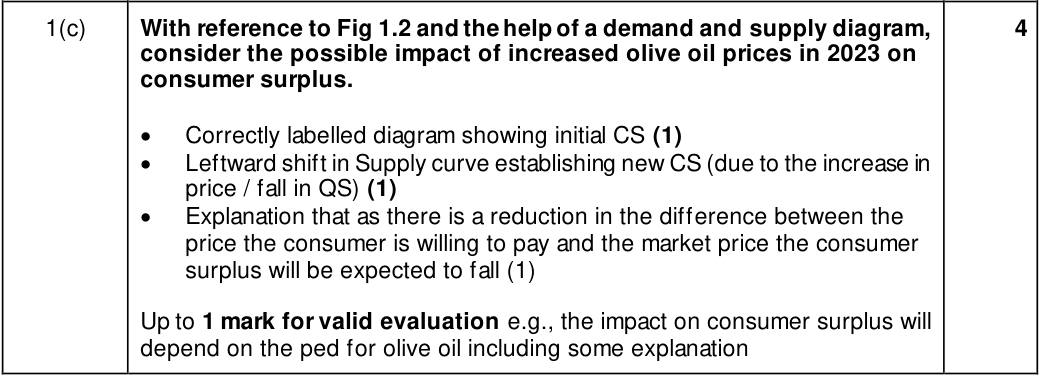 1(c) With reference to Fig 1.2 and the help of a demand and supply diagram, 4
consider the possible impact of increased olive oil prices in 2023 on
consumer surplus.
• Correctly labelled diagram showing initial CS (1)
• Leftward shift in Supply curve establishing new CS (due to the increase in
price / fall in QS) (1)
• Explanation that as there is a reduction in the difference between the
price the consumer is willing to pay and the market price the consumer
surplus will be expected to fall (1)
Up to 1 mark for valid evaluation e.g., the impact on consumer surplus will
depend on the ped for olive oil including some explanation